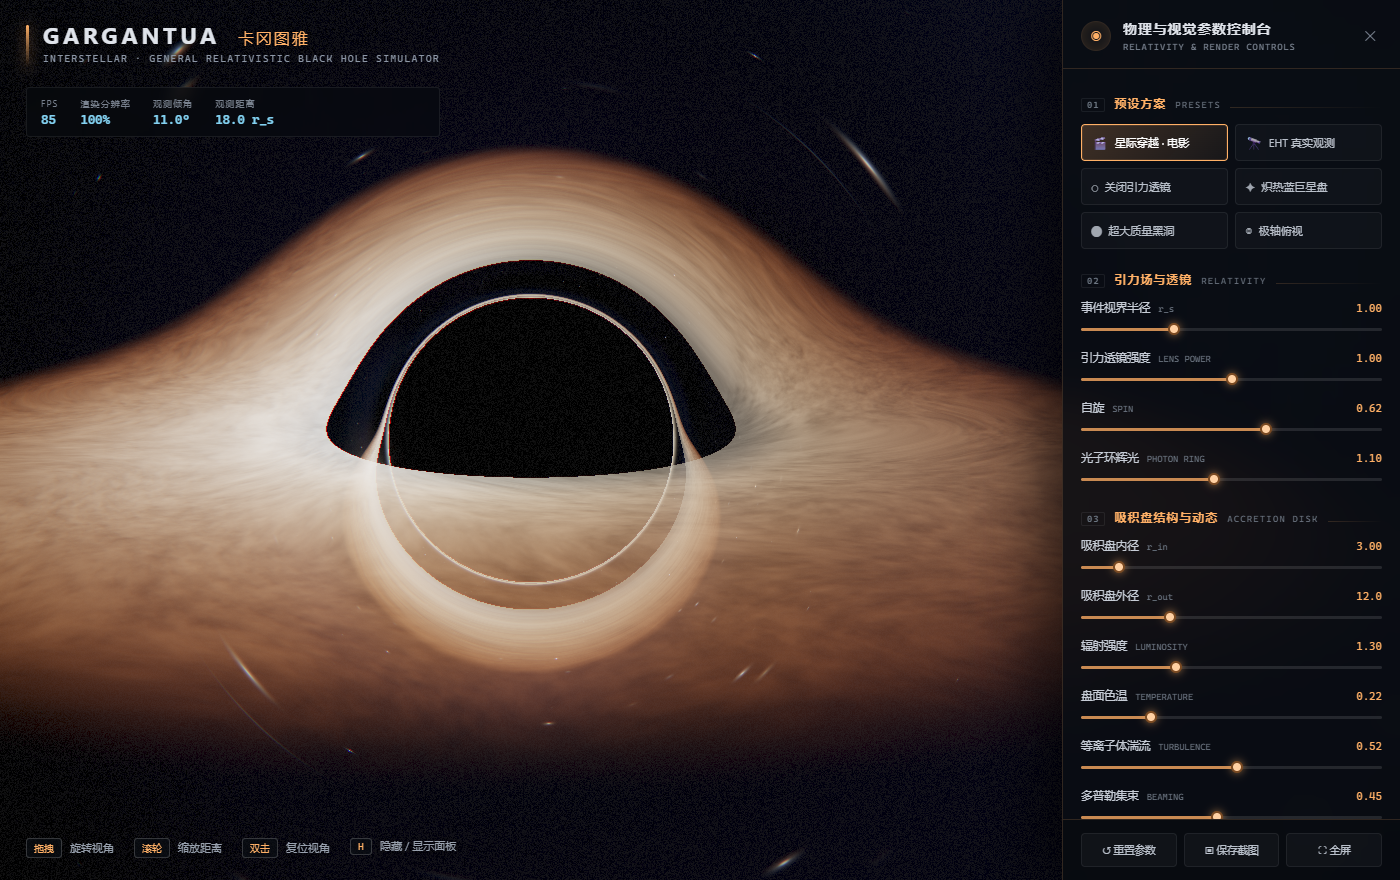 GARGANTUA 卡冈图雅
INTERSTELLAR · GENERAL RELATIVISTIC BLACK HOLE SIMULATOR
FPS 渲染分辨率 观测倾角 观测距离
85 100% 11.0° 18.0 r_s
拖拽 旋转视角 滚轮 缩放距离 双击 复位视角 H 隐藏 / 显示面板
物理与视觉参数控制台
RELATIVITY & RENDER CONTROLS
01 预设方案 PRESETS
星际穿越 · 电影 EHT 真实观测
关闭引力透镜 炽热蓝巨星盘
超大质量黑洞 极轴俯视
02 引力场与透镜 RELATIVITY
事件视界半径 r_s 1.00
引力透镜强度 LENS POWER 1.00
自旋 SPIN 0.62
光子环辉光 PHOTON RING 1.10
03 吸积盘结构与动态 ACCRETION DISK
吸积盘内径 r_in 3.00
吸积盘外径 r_out 12.0
辐射强度 LUMINOSITY 1.30
盘面色温 TEMPERATURE 0.22
等离子体湍流 TURBULENCE 0.52
多普勒集束 BEAMING 0.45
↺ 重置参数 保存截图 全屏